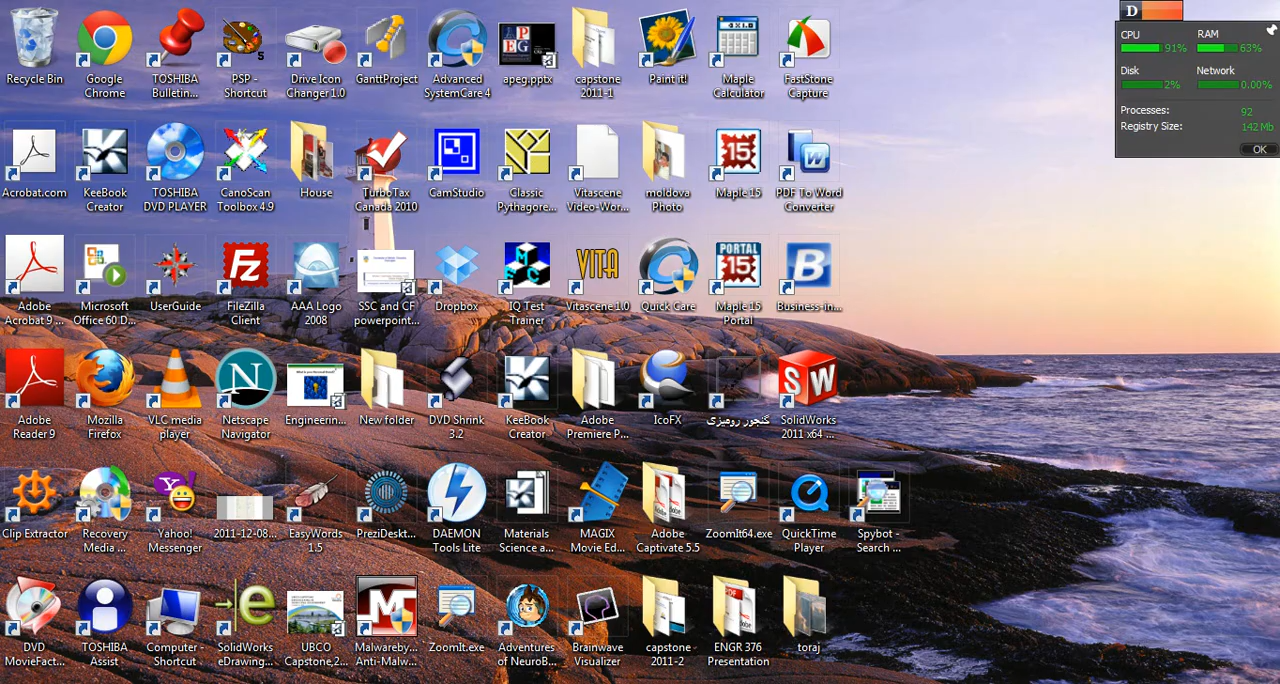 Recycle Bin
Google Chrome
TOSHIBA Bulletin...
PSP - Shortcut
Drive Icon Changer 1.0
GanttProject
Advanced SystemCare 4
apeg.pptx
capstone 2011-1
Paint it!
Maple Calculator
FastStone Capture
D
CPU
91%
RAM
63%
Disk
2%
Network
0.00%
Processes:
92
Registry Size:
142 Mb
OK
Acrobat.com
KeeBook Creator
TOSHIBA DVD PLAYER
CanoScan Toolbox 4.9
House
TurboTax Canada 2010
CamStudio
Classic Pythagore...
Vitascene Video-Wor...
moldova Photo
Maple 15
PDF To Word Converter
Adobe Acrobat 9 ...
Microsoft Office 60 D...
UserGuide
FileZilla Client
AAA Logo 2008
SSC and CF powerpoint...
Dropbox
IQ Test Trainer
VITA
Vitascene 1.0
Quick Care
PORTAL
15
Maple 15 Portal
Business-in...
Adobe Reader 9
Mozilla Firefox
VLC media player
Netscape Navigator
Engineerin...
New folder
DVD Shrink 3.2
KeeBook Creator
Adobe Premiere P...
IcoFX
گنجور رومیزی
SolidWorks 2011 x64 ...
Clip Extractor
Recovery Media ...
Yahoo! Messenger
2011-12-08...
EasyWords 1.5
PreziDeskt...
DAEMON Tools Lite
Materials Science a...
MAGIX Movie Ed...
Adobe Captivate 5.5
ZoomIt64.exe
QuickTime Player
Spybot - Search ...
DVD MovieFact...
TOSHIBA Assist
Computer - Shortcut
SolidWorks eDrawing...
UBCO Capstone,2...
Malwareby... Anti-Malw...
ZoomIt.exe
Adventures of NeuroB...
Brainwave Visualizer
capstone 2011-2
ENGR 376 Presentation
toraj